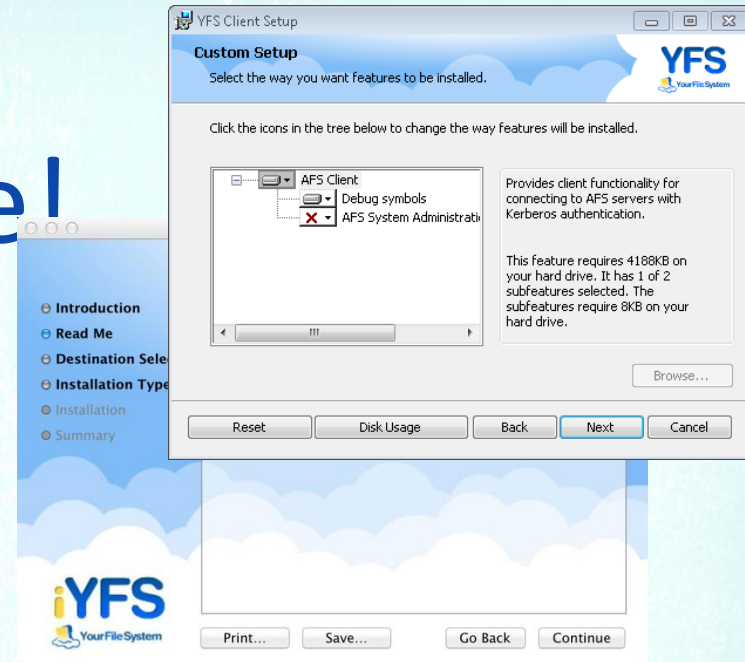 YFS Client Setup
Custom Setup
Select the way you want features to be installed.
YFS
YourFileSystem
Click the icons in the tree below to change the way features will be installed.
AFS Client
Debug symbols
AFS System Administrati
Provides client functionality for
connecting to AFS servers with
Kerberos authentication.
This feature requires 4188KB on
your hard drive. It has 1 of 2
subfeatures selected. The
subfeatures require 8KB on your
hard drive.
Browse...
Reset
Disk Usage
Back
Next
Cancel
e!
Introduction
Read Me
Destination Sele
Installation Type
Installation
Summary
iYFS
YourFileSystem
Print...
Save...
Go Back
Continue